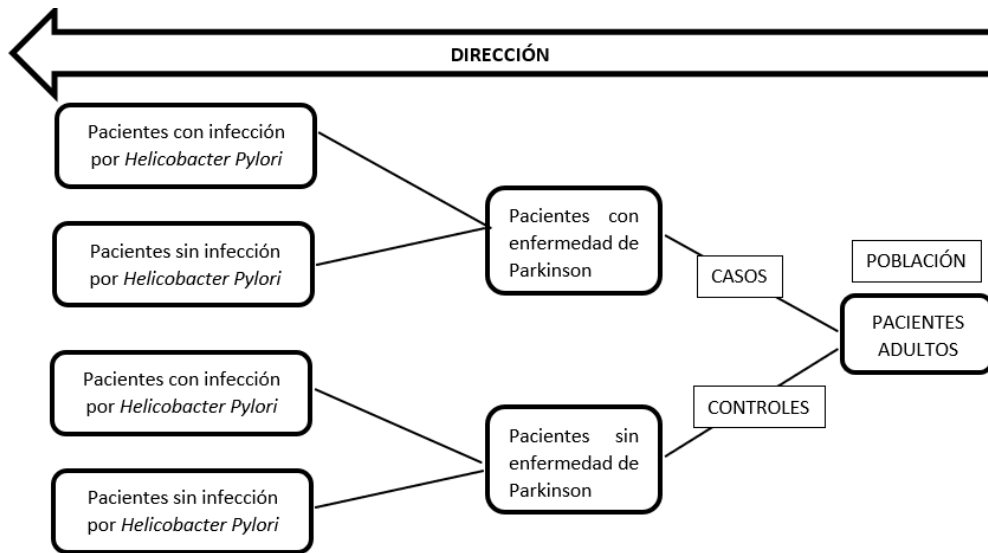 DIRECCIÓN
Pacientes con infección
por Helicobacter Pylori
Pacientes sin infección
por Helicobacter Pylori
Pacientes con
enfermedad de
Parkinson
CASOS
POBLACIÓN
PACIENTES
ADULTOS
Pacientes con infección
por Helicobacter Pylori
Pacientes sin infección
por Helicobacter Pylori
Pacientes sin
enfermedad de
Parkinson
CONTROLES